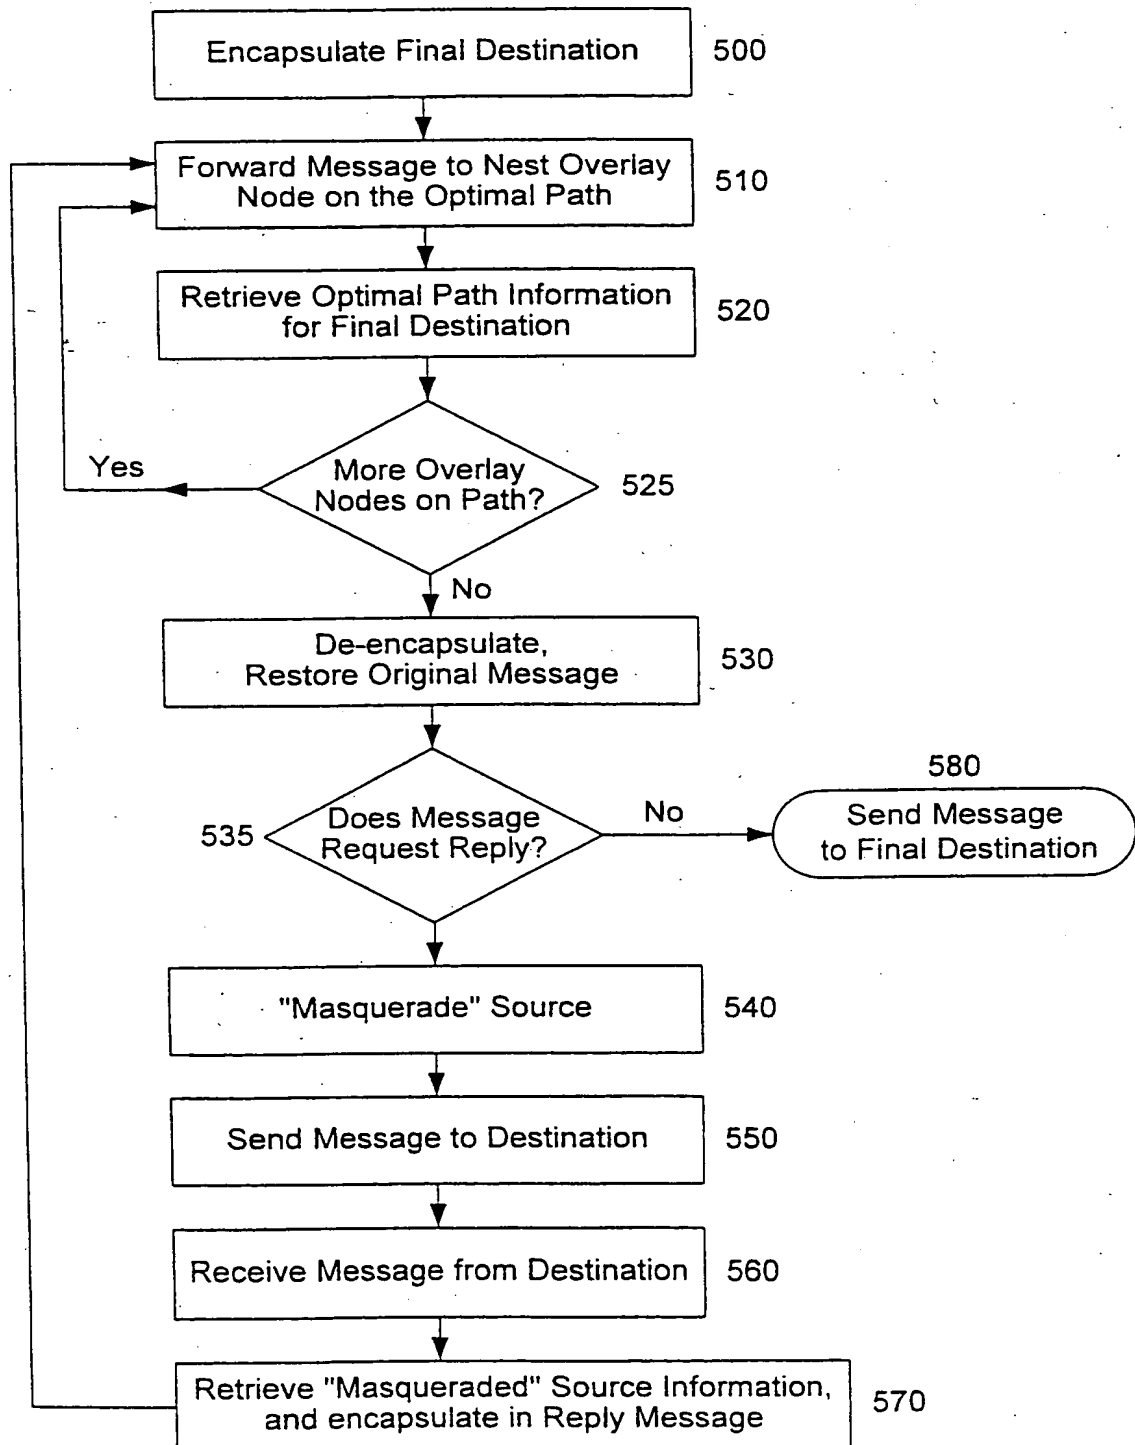 Encapsulate Final Destination
500
Forward Message to Nest Overlay
Node on the Optimal Path
510
Retrieve Optimal Path Information
for Final Destination
520
Yes
More Overlay
Nodes on Path?
525
No
De-encapsulate,
Restore Original Message
530
580
535
Does Message
Request Reply?
No
Send Message
to Final Destination
"Masquerade" Source
540
Send Message to Destination
550
Receive Message from Destination
560
Retrieve "Masqueraded" Source Information,
and encapsulate in Reply Message
570